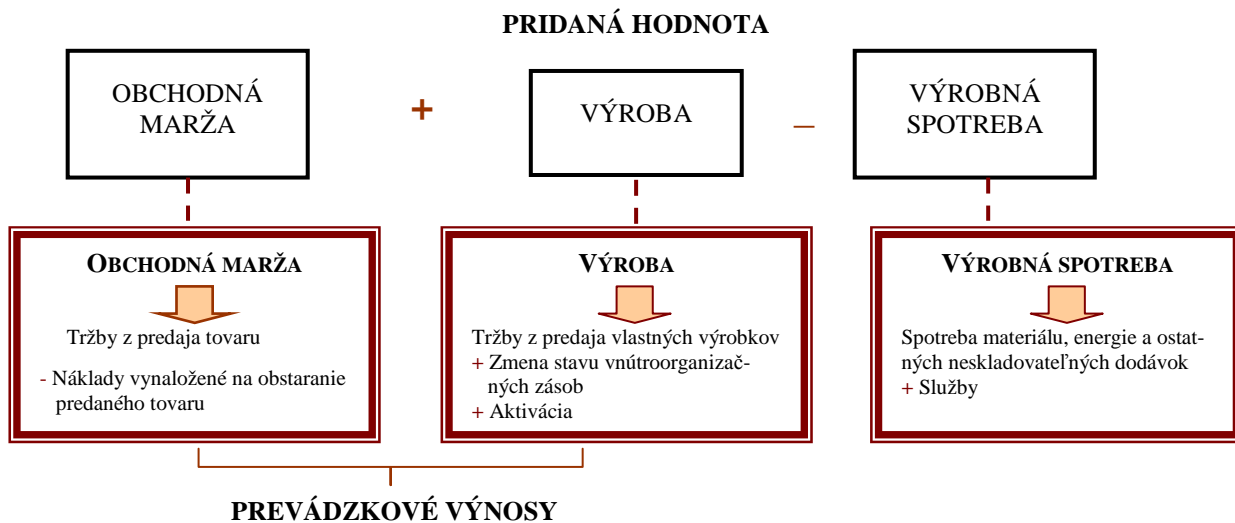 PRIDANÁ HODNOTA
OBCHODNÁ
MARŽA
+
VÝROBA
–
VÝROBNÁ
SPOTREBA
OBCHODNÁ MARŽA
Tržby z predaja tovaru
- Náklady vynaložené na obstaranie
predaného tovaru
VÝROBA
Tržby z predaja vlastných výrobkov
+ Zmena stavu vnútroorganizač-
ných zásob
+ Aktivácia
VÝROBNÁ SPOTREBA
Spotreba materiálu, energie a ostat-
ných neskladovateľných dodávok
+ Služby
PREVÁDZKOVÉ VÝNOSY